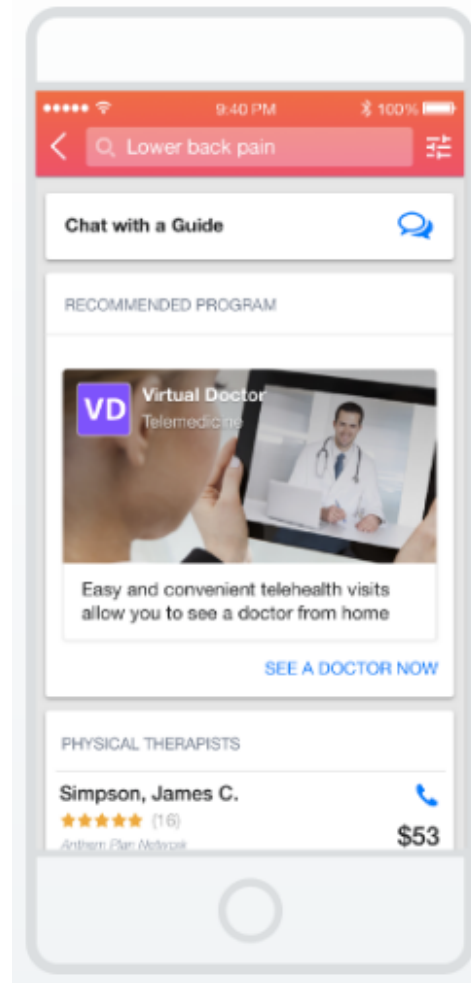 9:40 PM 100%
Lower back pain
Chat with a Guide
RECOMMENDED PROGRAM
VD Virtual Doctor
Telemedicine
Easy and convenient telehealth visits
allow you to see a doctor from home
SEE A DOCTOR NOW
PHYSICAL THERAPISTS
Simpson, James C.
(16)
$53
Anthem Plan Network